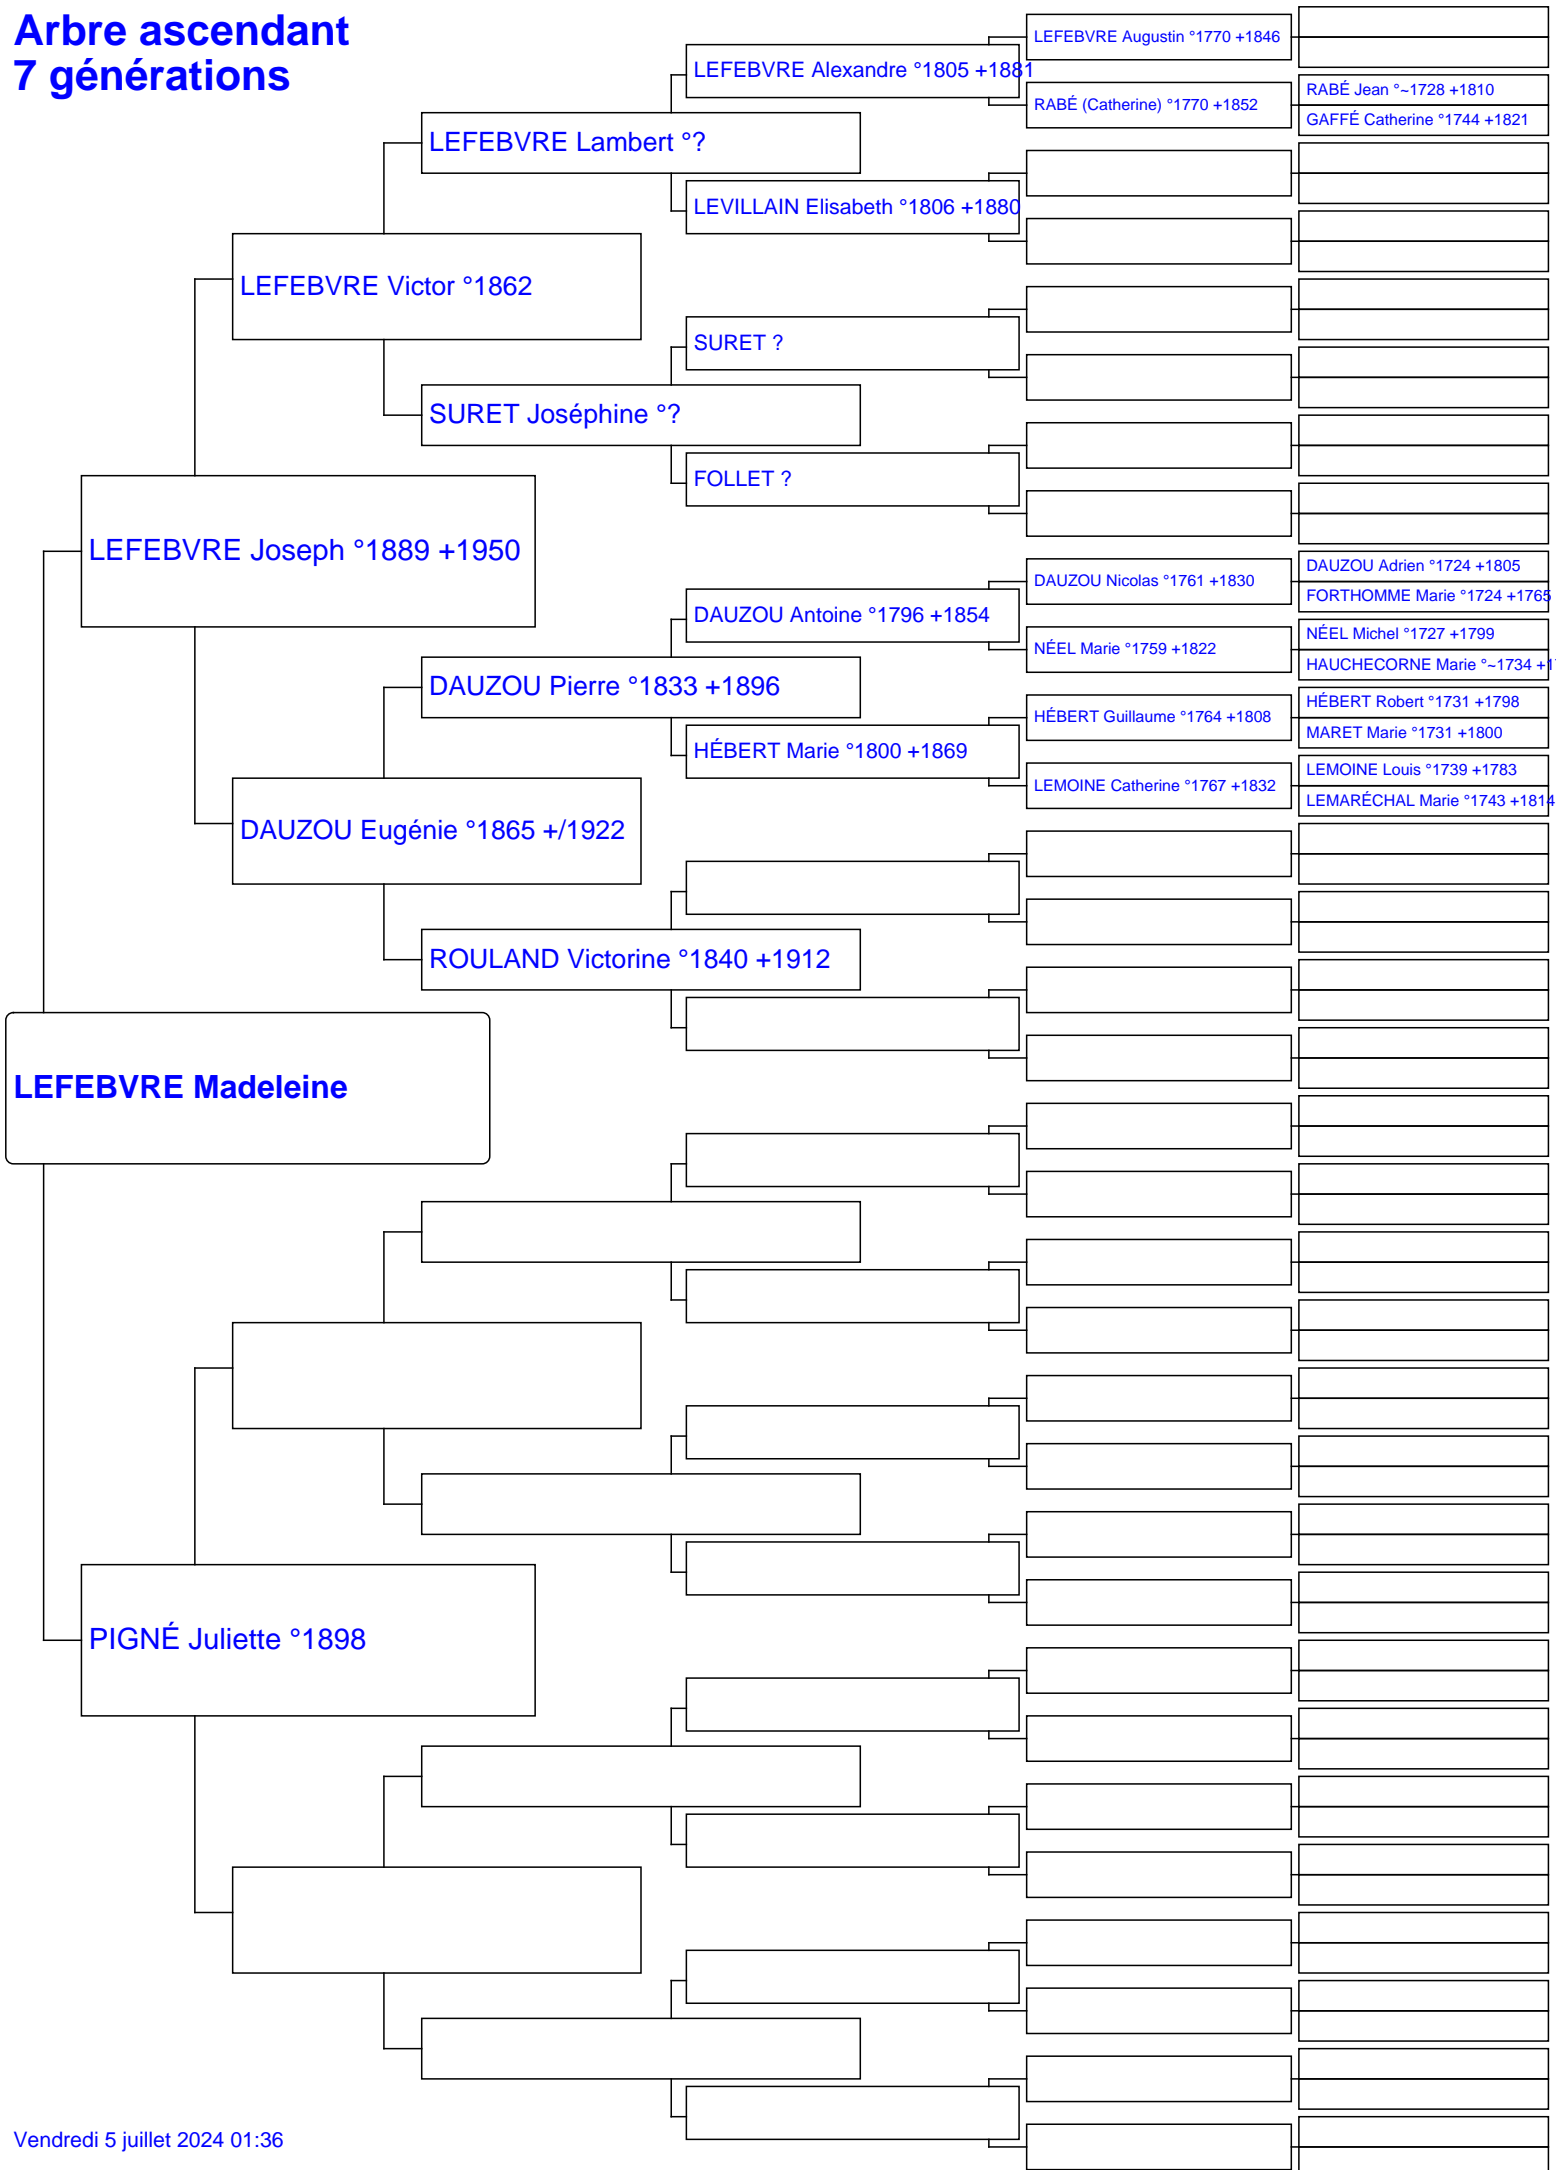 Arbre ascendant
7 générations
LEFEBVRE Augustin °1770 +1846
LEFEBVRE Alexandre °1805 +1881
RABÉ Jean °~1728 +1810
RABÉ (Catherine) °1770 +1852
GAFFÉ Catherine °1744 +1821
LEFEBVRE Lambert °?
LEVILLAIN Elisabeth °1806 +1880
LEFEBVRE Victor °1862
SURET ?
SURET Joséphine °?
FOLLET ?
LEFEBVRE Joseph °1889 +1950
DAUZOU Adrien °1724 +1805
DAUZOU Nicolas °1761 +1830
FORTHOMME Marie °1724 +1765
DAUZOU Antoine °1796 +1854
NÉEL Michel °1727 +1799
NÉEL Marie °1759 +1822
HAUCHECORNE Marie °~1734 +1
DAUZOU Pierre °1833 +1896
HÉBERT Robert °1731 +1798
HÉBERT Guillaume °1764 +1808
MARET Marie °1731 +1800
HÉBERT Marie °1800 +1869
LEMOINE Louis °1739 +1783
LEMOINE Catherine °1767 +1832
LEMARÉCHAL Marie °1743 +1814
DAUZOU Eugénie °1865 +/1922
ROULAND Victorine °1840 +1912
LEFEBVRE Madeleine
PIGNÉ Juliette °1898
Vendredi 5 juillet 2024 01:36